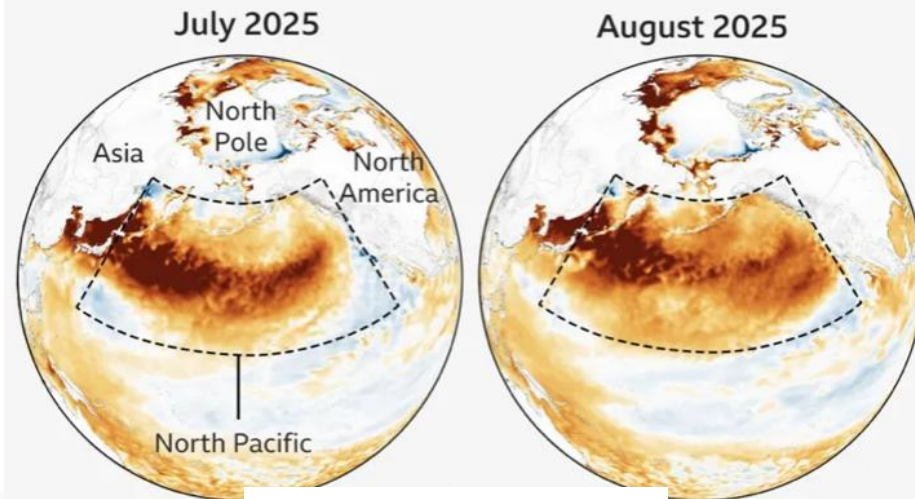 July 2025
August 2025
North
Pole
Asia
North
America
North Pacific